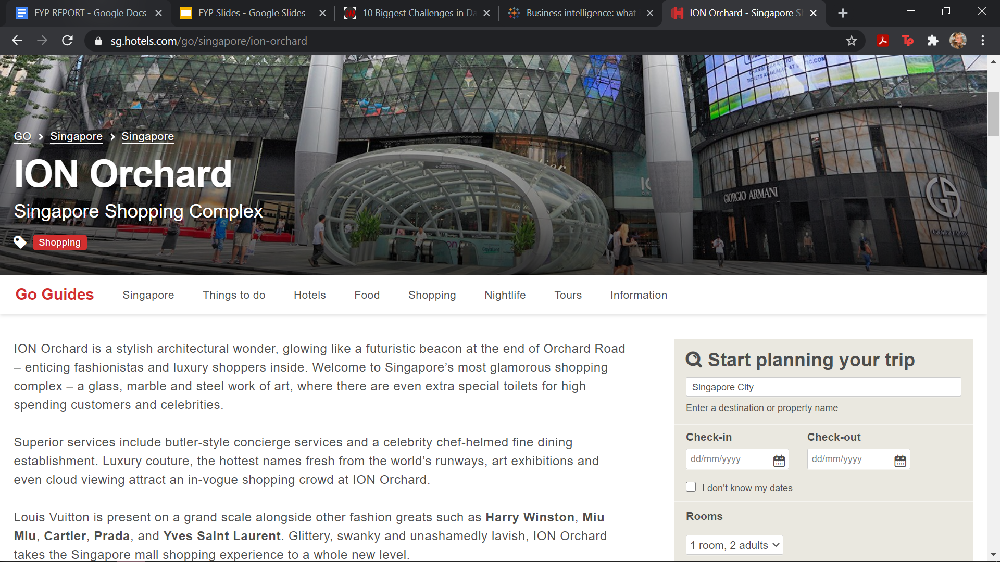 FYP REPORT - Google Docs
FYP Slides - Google Slides
10 Biggest Challenges in Da
Business intelligence: what
ION Orchard - Singapore S
sg.hotels.com/go/singapore/ion-orchard
GO > Singapore > Singapore
ION Orchard
Singapore Shopping Complex
Shopping
GIORGIO ARMANI
Go Guides
Singapore
Things to do
Hotels
Food
Shopping
Nightlife
Tours
Information
ION Orchard is a stylish architectural wonder, glowing like a futuristic beacon at the end of Orchard Road
– enticing fashionistas and luxury shoppers inside. Welcome to Singapore’s most glamorous shopping
complex – a glass, marble and steel work of art, where there are even extra special toilets for high
spending customers and celebrities.
Superior services include butler-style concierge services and a celebrity chef-helmed fine dining
establishment. Luxury couture, the hottest names fresh from the world’s runways, art exhibitions and
even cloud viewing attract an in-vogue shopping crowd at ION Orchard.
Louis Vuitton is present on a grand scale alongside other fashion greats such as Harry Winston, Miu
Miu, Cartier, Prada, and Yves Saint Laurent. Glittery, swanky and unashamedly lavish, ION Orchard
takes the Singapore mall shopping experience to a whole new level.
Start planning your trip
Singapore City
Enter a destination or property name
Check-in
Check-out
dd/mm/yyyy
dd/mm/yyyy
I don’t know my dates
Rooms
1 room, 2 adults